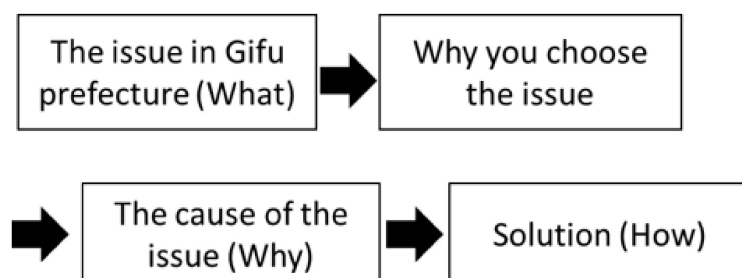 The issue in Gifu
prefecture (What)
Why you choose
the issue
The cause of the
issue (Why)
Solution (How)